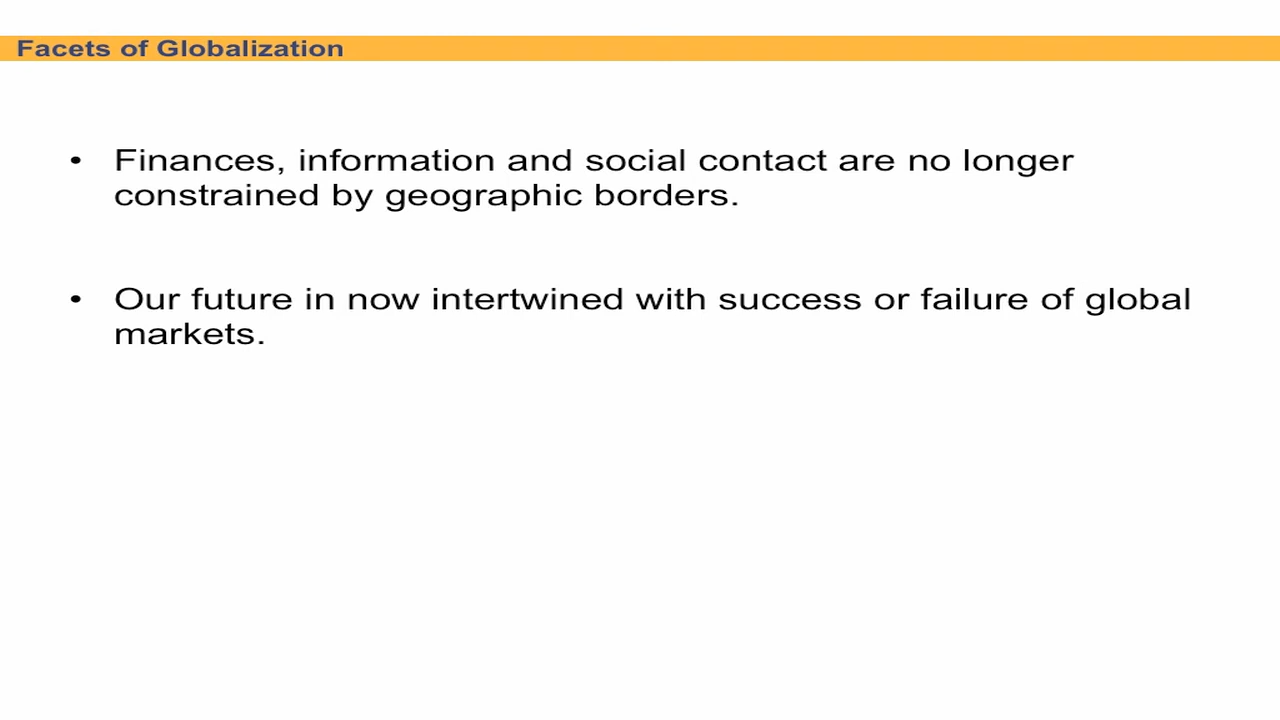 Facets of Globalization
• Finances, information and social contact are no longer
constrained by geographic borders.
• Our future in now intertwined with success or failure of global
markets.